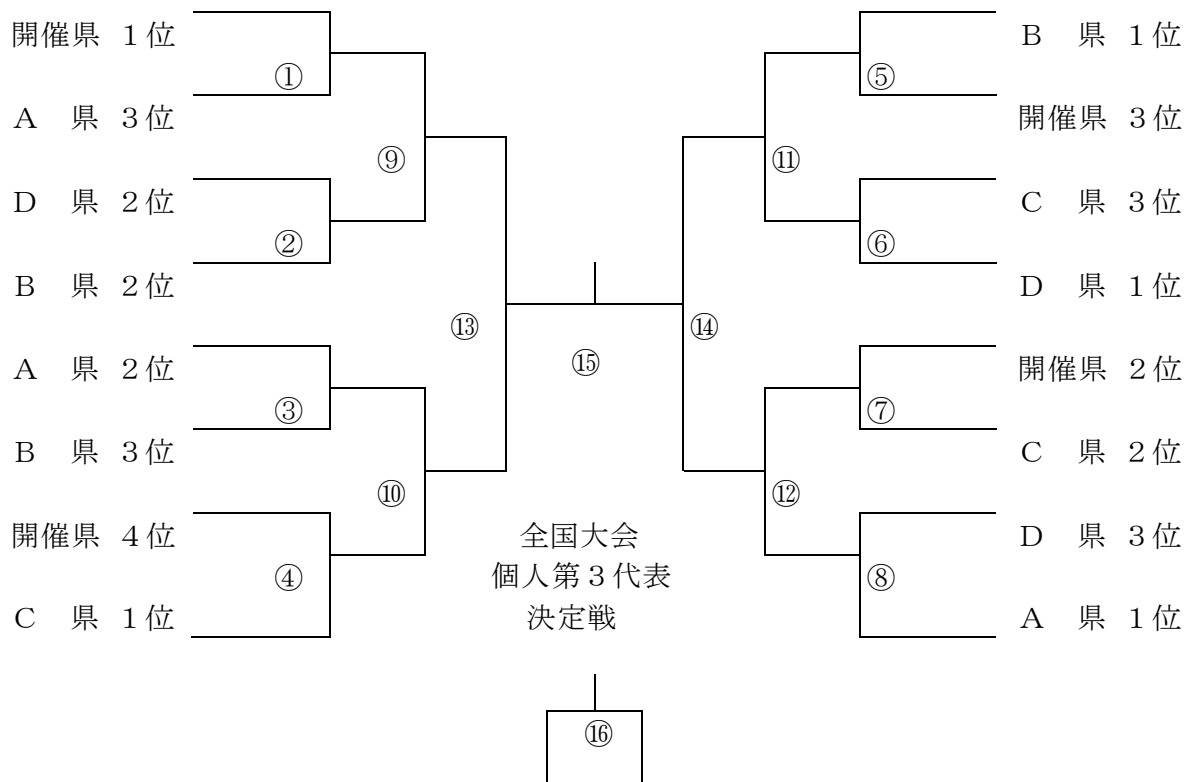 開催県 1位
①
A 県 3位
⑨
D 県 2位
②
B 県 2位
⑬
A 県 2位
③
B 県 3位
⑩
開催県 4位
④
C 県 1位
⑮
B 県 1位
⑤
開催県 3位
⑪
C 県 3位
⑥
D 県 1位
⑭
開催県 2位
⑦
C 県 2位
⑫
D 県 3位
⑧
A 県 1位
全国大会
個人第3代表
決定戦
⑯